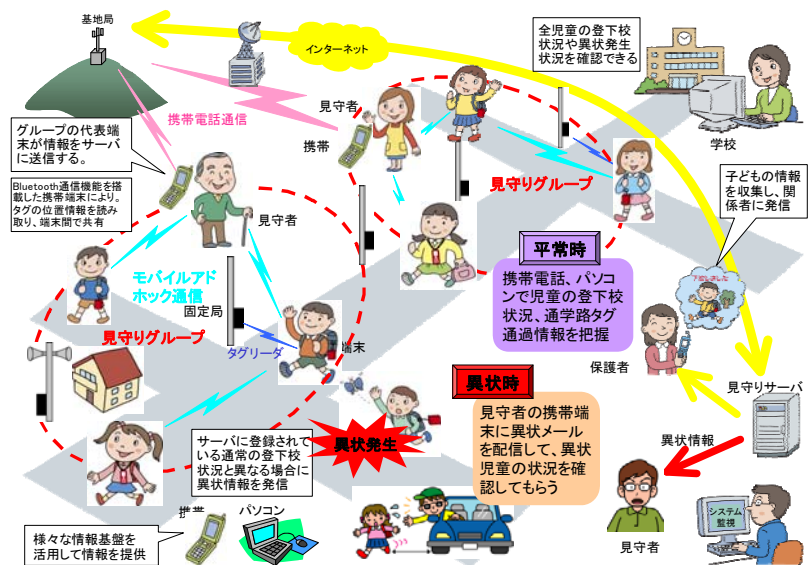 基地局
インターネット
全児童の登下校
状況や異状発生
状況を確認できる
学校
見守者
携帯
携帯電話通信
グループの代表端
末が情報をサーバ
に送信する。
Bluetooth通信機能を搭
載した携帯端末により。
タグの位置情報を読み
取り、端末間で共有
見守者
見守りグループ
子どもの情報
を収集し、関
係者に発信
平常時
携帯電話、パソコ
ンで児童の登下校
状況、通学路タグ
通過情報を把握
モバイルアド
ホック通信
固定局
見守りグループ
タグリーダ
端末
下校しました
保護者
見守りサーバ
異状時
見守者の携帯端
末に異状メール
を配信して、異状
児童の状況を確
認してもらう
異状情報
サーバに登録されて
いる通常の登下校
状況と異なる場合に
異状情報を発信
異状発生
見守者
システム
監視
様々な情報基盤を
活用して情報を提供
携帯
パソコン